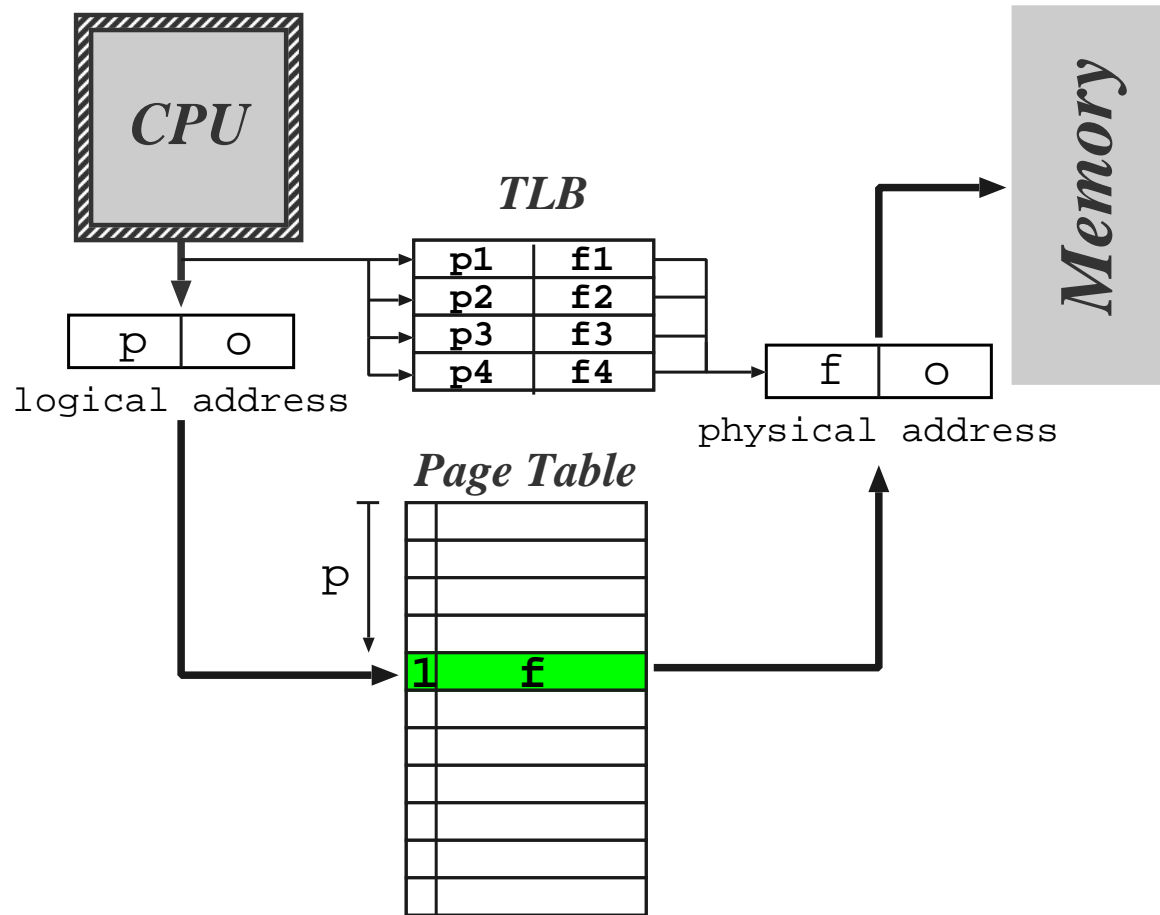 CPU
Memory
TLB
p1 f1
p2 f2
p3 f3
p4 f4
p o
logical address
f o
physical address
Page Table
p
1 f